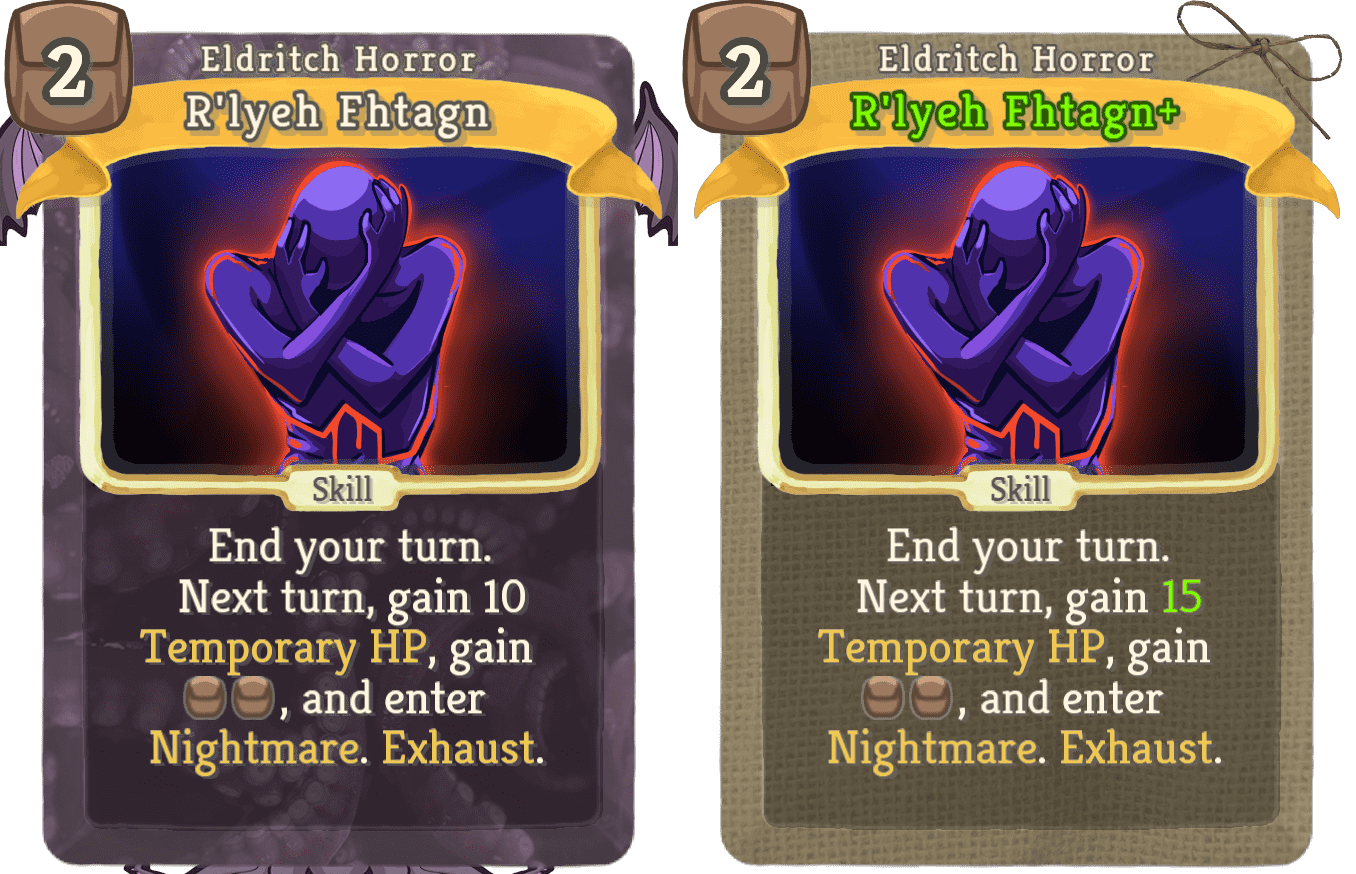 2
Eldritch Horror
R'lyeh Fhtagn
Skill
End your turn.
Next turn, gain 10
Temporary HP, gain
, and enter
Nightmare. Exhaust.
2
Eldritch Horror
R'lyeh Fhtagn+
Skill
End your turn.
Next turn, gain 15
Temporary HP, gain
, and enter
Nightmare. Exhaust.